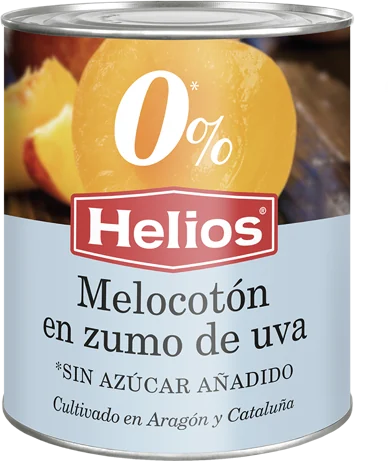 0*%
Helios®
Melocotón
en zumo de uva
*SIN AZÚCAR AÑADIDO
Cultivado en Aragón y Cataluña